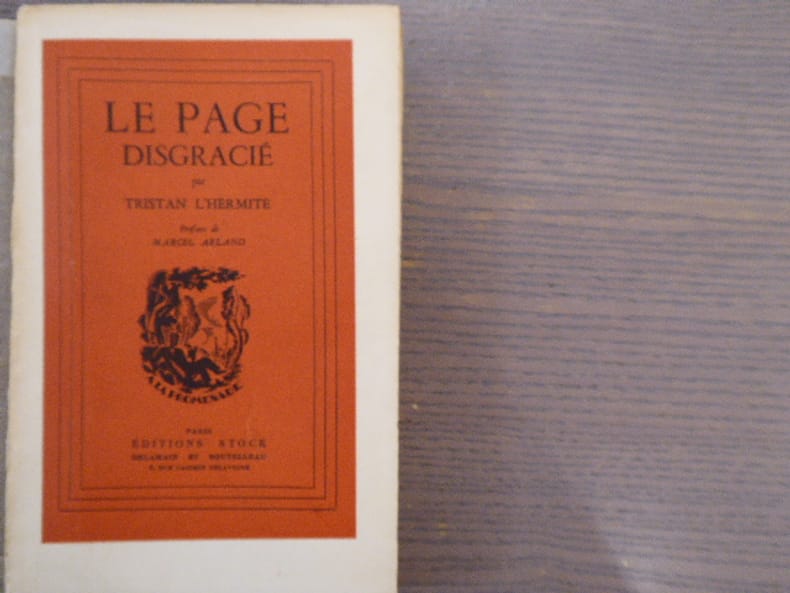 LE PAGE
DISGRACIÉ
par
TRISTAN L'HERMITE
Préface de
MARCEL ARLAND
A LA PROMENADE
PARIS
ÉDITIONS STOCK
DELAMAIN ET BOUTELLEAU
7, RUE CASIMIR DELAVIGNE